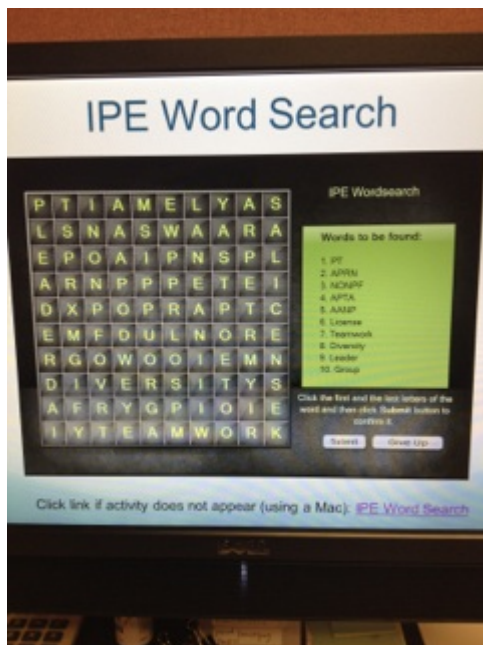 IPE Word Search
IPE Wordsearch
P T I A M E L Y A S
L S N A S W A A R A
E P O A I P N S P L
A R N P P P E T E I
D X P O P R A P T C
E M F D U L N O R E
R G O W O O I E M N
D I V E R S I T Y S
A F R Y G P I O I E
I Y T E A M W O R K
Words to be found:
1. PT
2. APRN
3. NONPF
4. APTA
5. AANP
6. License
7. Teamwork
8. Diversity
9. Leader
10. Group
Click the first and the last letters of the
word and then click Submit button to
confirm it.
Submit Give Up
Click link if activity does not appear (using a Mac): IPE Word Search
DELL